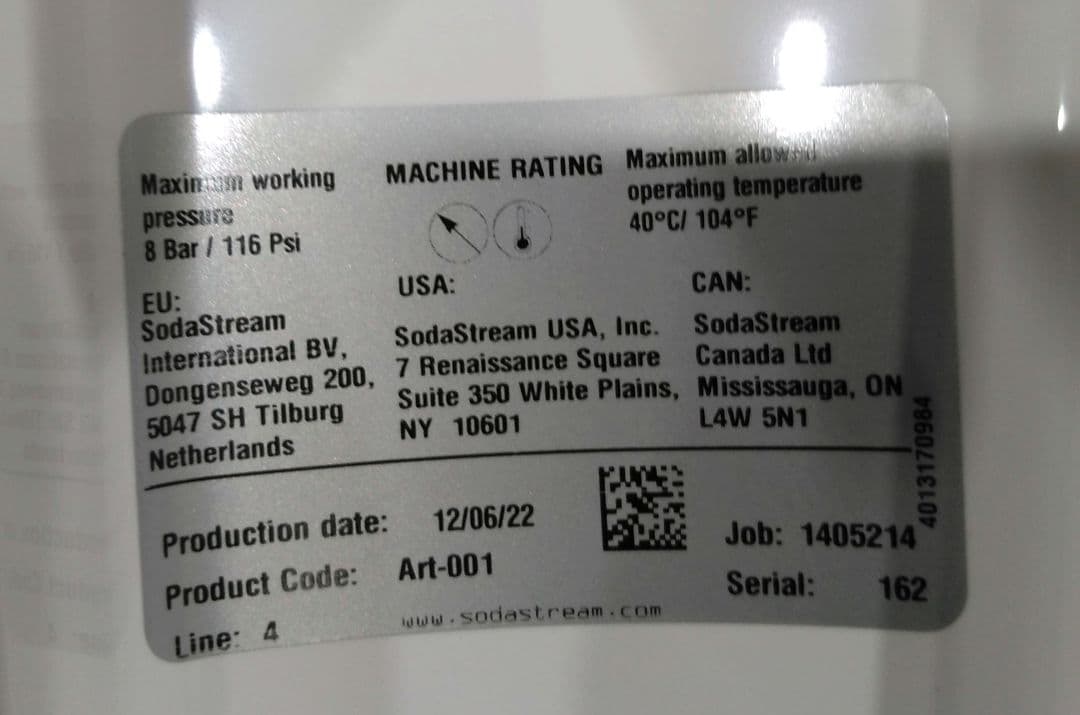 Maximum working
pressure
8 Bar / 116 Psi
MACHINE RATING
Maximum allowed
operating temperature
40°C/ 104°F
EU:
SodaStream
International BV,
Dongenseweg 200,
5047 SH Tilburg
Netherlands
USA:
SodaStream USA, Inc.
7 Renaissance Square
Suite 350 White Plains,
NY 10601
CAN:
SodaStream
Canada Ltd
Mississauga, ON
L4W 5N1
4013170984
Production date: 12/06/22
Product Code: Art-001
Line: 4
www.sodastream.com
Job: 1405214
Serial: 162